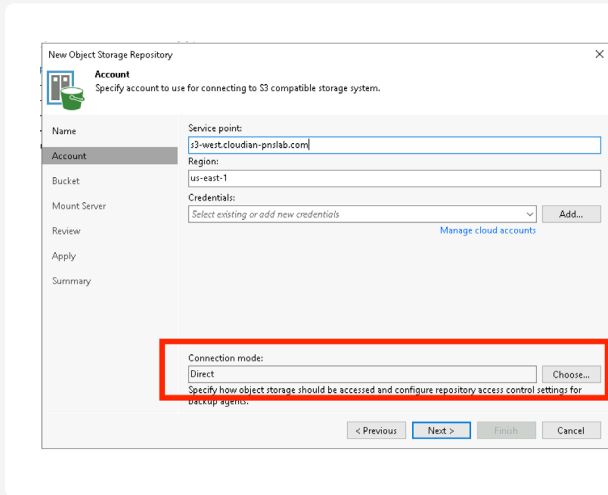 New Object Storage Repository
Account
Specify account to use for connecting to S3 compatible storage system.
Name
Account
Bucket
Mount Server
Review
Apply
Summary
Service point:
s3-west.cloudian-pnslab.com
Region:
us-east-1
Credentials:
Select existing or add new credentials
Add...
Manage cloud accounts
Connection mode:
Direct
Choose...
Specify how object storage should be accessed and configure repository access control settings for
backup agents.
< Previous Next > Finish Cancel